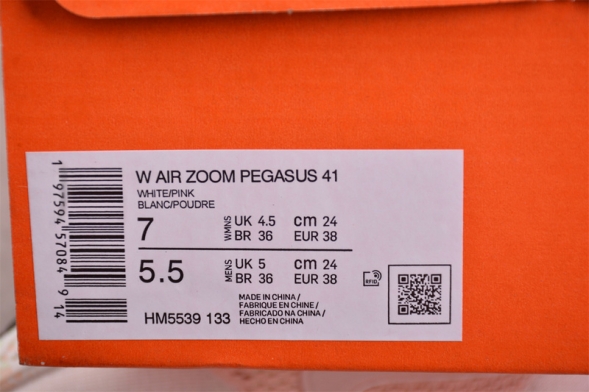 W AIR ZOOM PEGASUS 41
WHITE/PINK
BLANC/POUDRE
7 WMNS UK 4.5 cm 24
BR 36 EUR 38
5.5 MENS UK 5 cm 24
BR 36 EUR 38
RFID
MADE IN CHINA /
FABRIQUE EN CHINE /
FABRICADO NA CHINA /
HECHO EN CHINA
HM5539 133
1 97594 57084 9 14